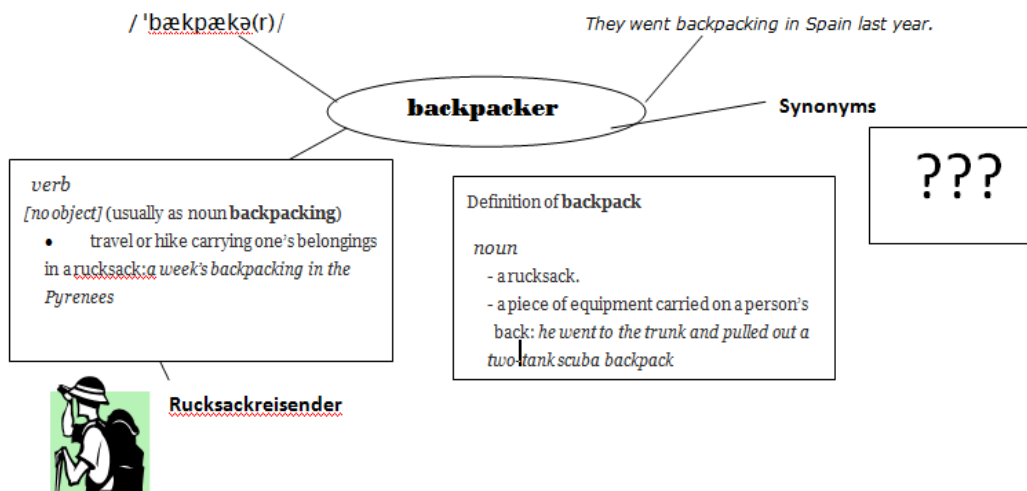 / ˈbækpækə(r)/
They went backpacking in Spain last year.
backpacker
Synonyms
???
verb
[no object] (usually as noun backpacking)
• travel or hike carrying one’s belongings
in a rucksack:a week’s backpacking in the
Pyrenees
Definition of backpack
noun
- a rucksack.
- a piece of equipment carried on a person’s
back: he went to the trunk and pulled out a
two-tank scuba backpack
Rucksackreisender